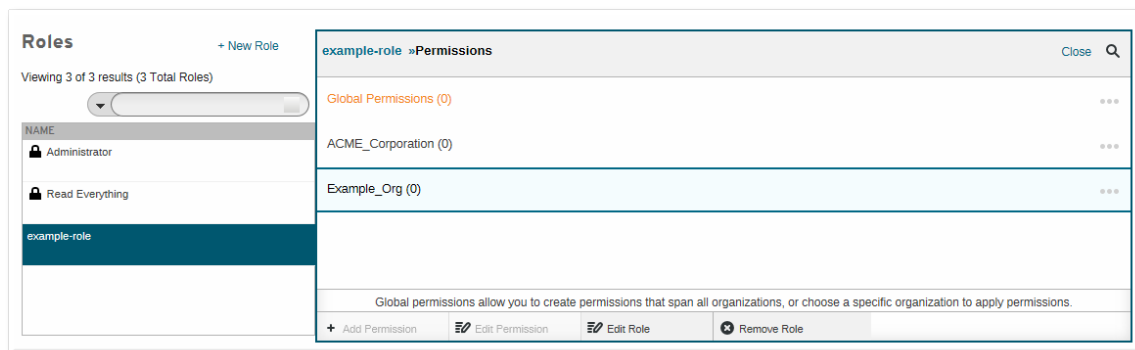 Roles
+ New Role
Viewing 3 of 3 results (3 Total Roles)
NAME
Administrator
Read Everything
example-role
example-role »Permissions
Close
Global Permissions (0)
ACME_Corporation (0)
Example_Org (0)
Global permissions allow you to create permissions that span all organizations, or choose a specific organization to apply permissions.
+ Add Permission Edit Permission Edit Role Remove Role